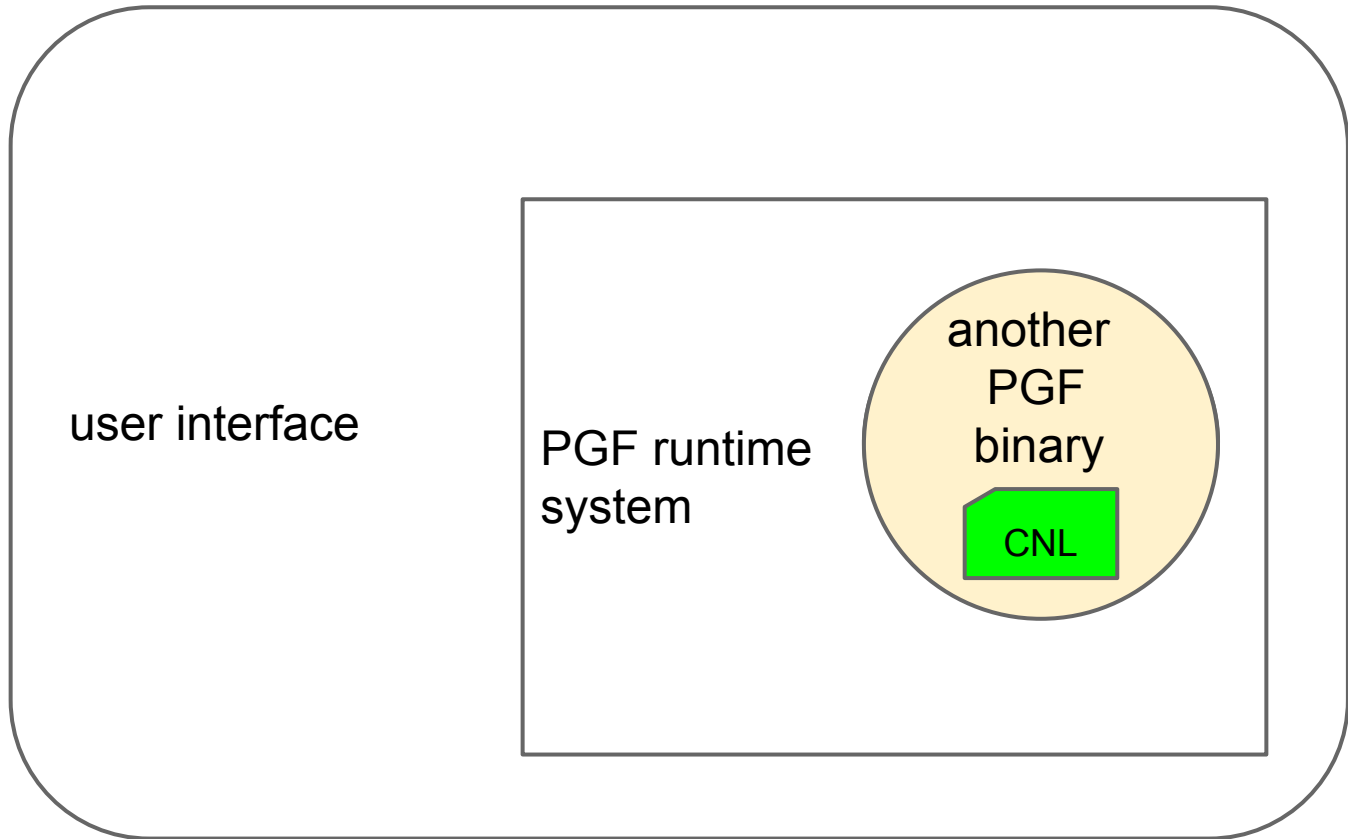 user interface
PGF runtime
system
another
PGF
binary
CNL